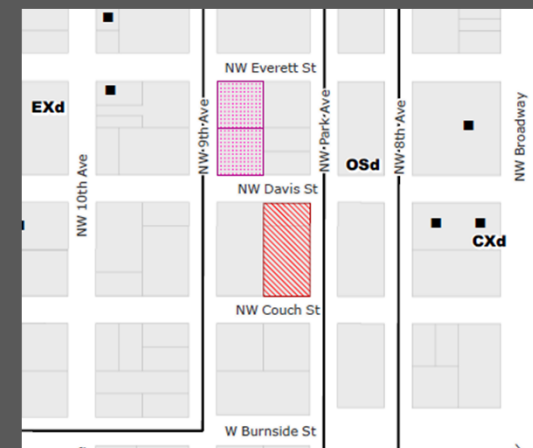 NW Everett St
EXd
NW 10th Ave
NW 9th Ave
NW Park Ave
OSd
NW 8th Ave
NW Broadway
NW Davis St
CXd
NW Couch St
W Burnside St